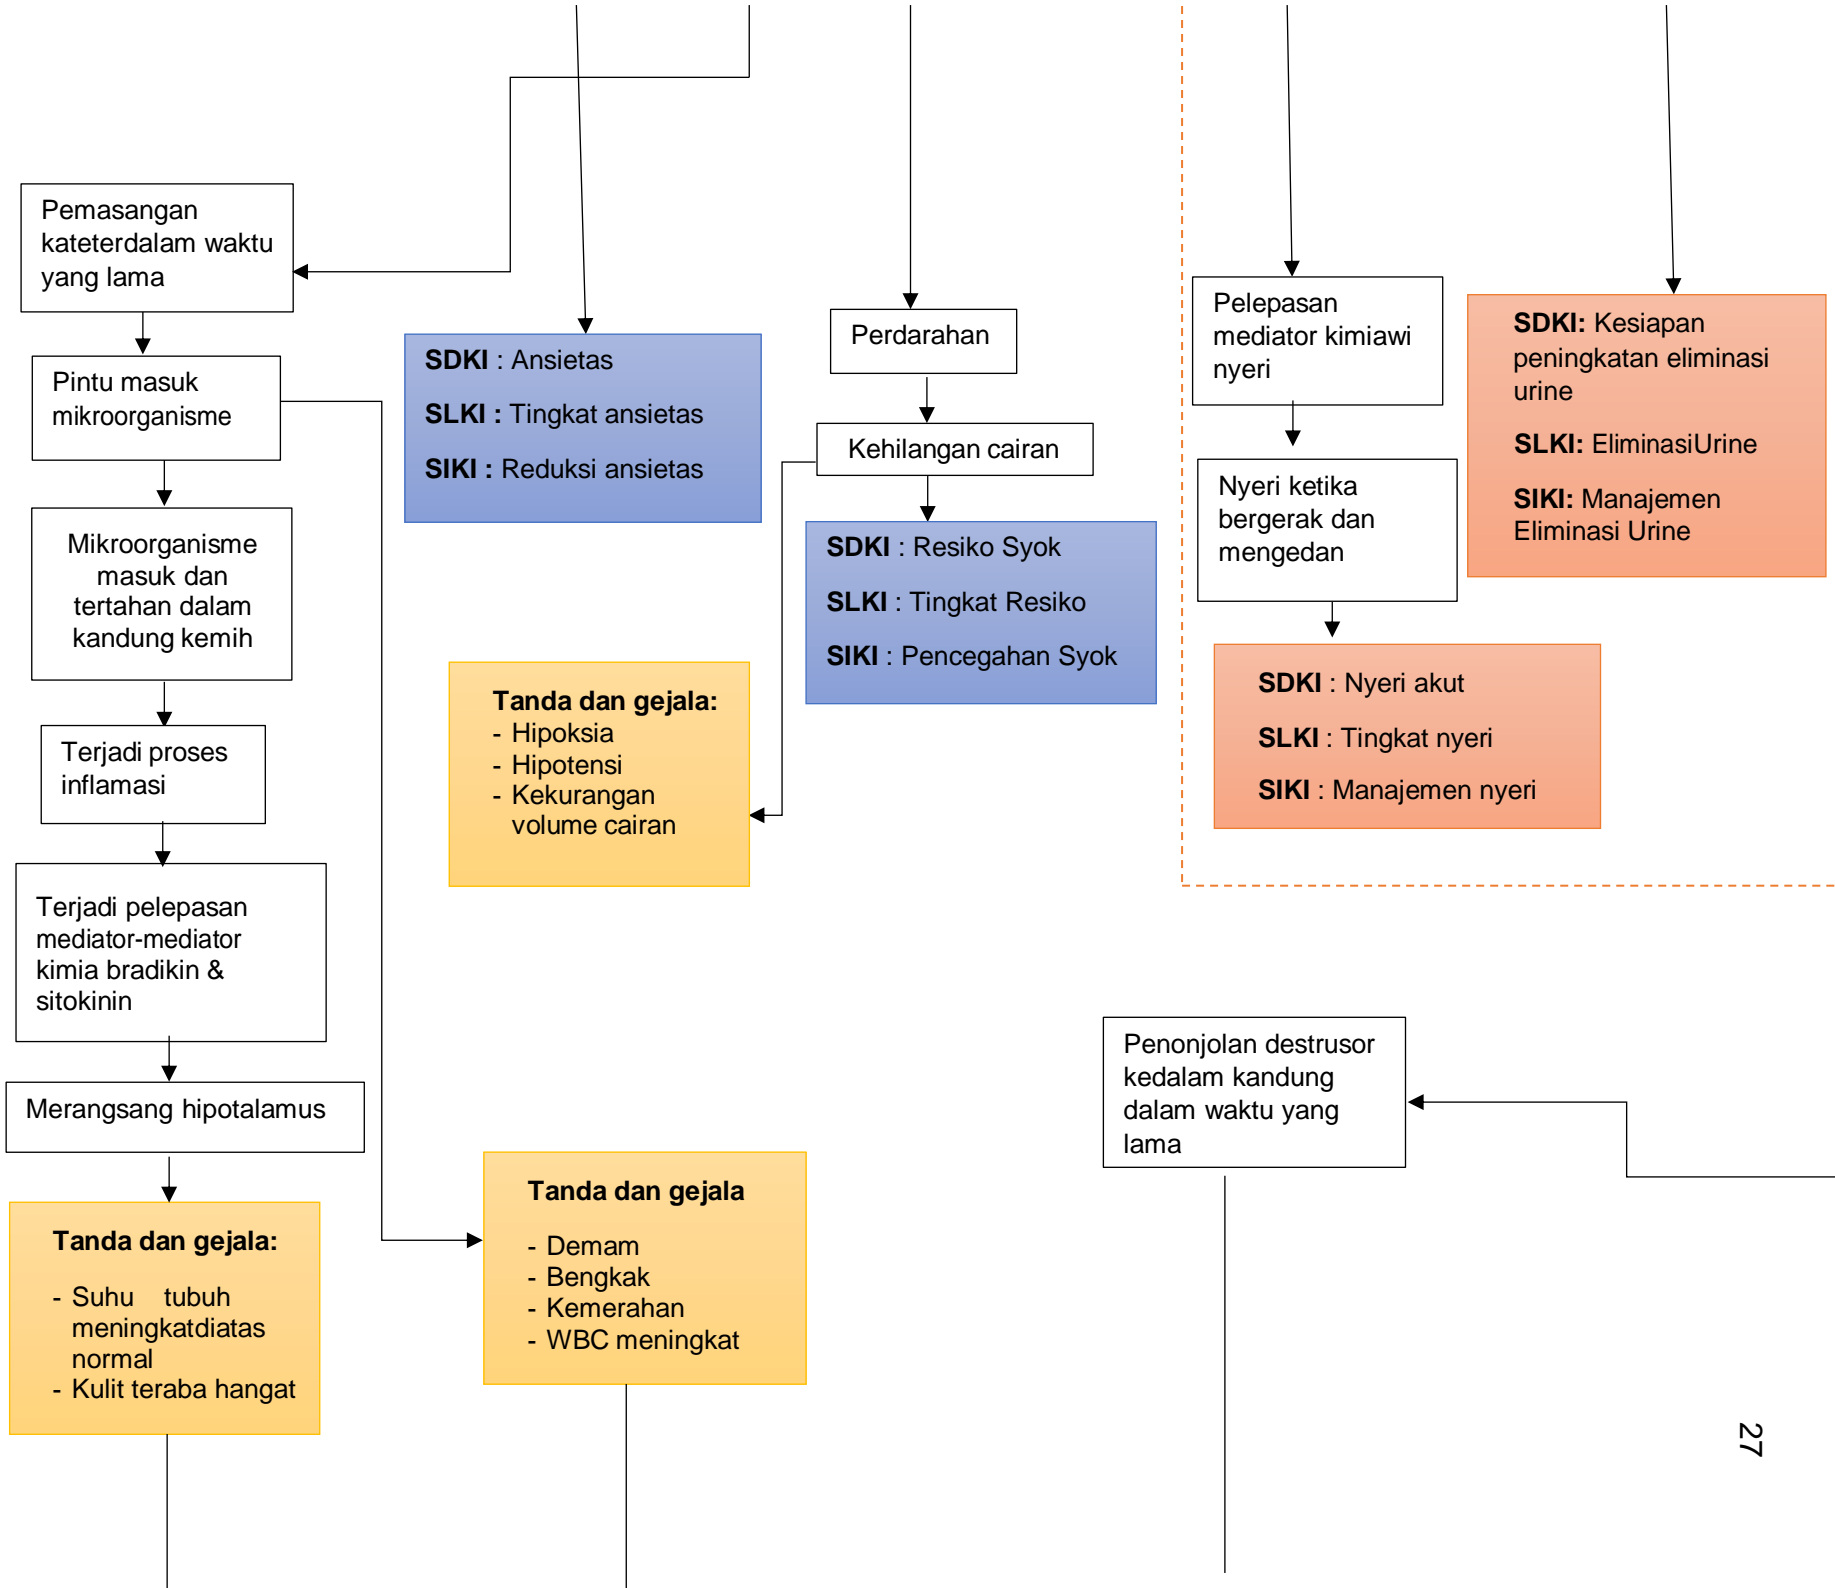 Pemasangan
kateterdalam waktu
yang lama
Pintu masuk
mikroorganisme
Mikroorganisme
masuk dan
tertahan dalam
kandung kemih
Terjadi proses
inflamasi
Terjadi pelepasan
mediator-mediator
kimia bradikin &
sitokinin
Merangsang hipotalamus
Tanda dan gejala:
- Suhu tubuh
meningkatdiatas
normal
- Kulit teraba hangat
SDKI : Ansietas
SLKI : Tingkat ansietas
SIKI : Reduksi ansietas
Tanda dan gejala:
- Hipoksia
- Hipotensi
- Kekurangan
volume cairan
Tanda dan gejala
- Demam
- Bengkak
- Kemerahan
- WBC meningkat
Perdarahan
Kehilangan cairan
SDKI : Resiko Syok
SLKI : Tingkat Resiko
SIKI : Pencegahan Syok
Pelepasan
mediator kimiawi
nyeri
Nyeri ketika
bergerak dan
mengedan
SDKI : Nyeri akut
SLKI : Tingkat nyeri
SIKI : Manajemen nyeri
SDKI: Kesiapan
peningkatan eliminasi
urine
SLKI: EliminasiUrine
SIKI: Manajemen
Eliminasi Urine
Penonjolan destrusor
kedalam kandung
dalam waktu yang
lama
27